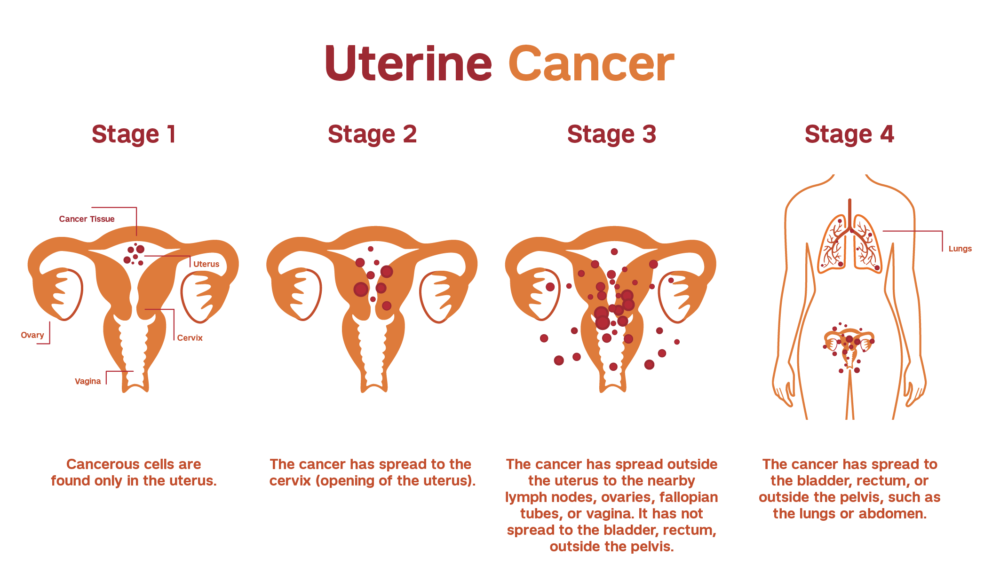 Uterine Cancer
Stage 1
Stage 2
Stage 3
Stage 4
Cancer Tissue
Uterus
Ovary
Cervix
Vagina
Lungs
Cancerous cells are
found only in the uterus.
The cancer has spread to the
cervix (opening of the uterus).
The cancer has spread outside
the uterus to the nearby
lymph nodes, ovaries, fallopian
tubes, or vagina. It has not
spread to the bladder, rectum,
outside the pelvis.
The cancer has spread to
the bladder, rectum, or
outside the pelvis, such as
the lungs or abdomen.